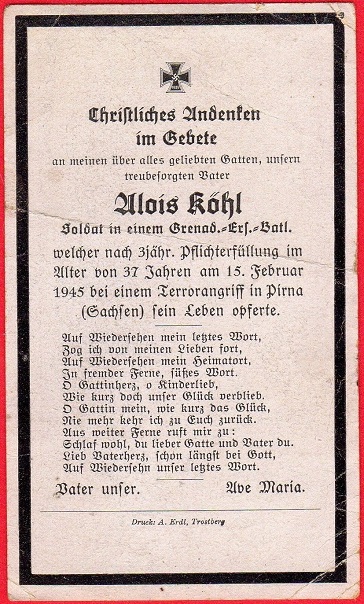 Christliches Andenken
im Gebete
an meinen über alles geliebten Gatten, unsern
treubesorgten Vater
Alois Köhl
Soldat in einem Grenad.-Ers.-Batl.
welcher nach 3jähr. Pflichterfüllung im
Alter von 37 Jahren am 15. Februar
1945 bei einem Terrorangriff in Pirna
(Sachsen) sein Leben opferte.
Auf Wiedersehen mein letztes Wort,
Zog ich von meinen Lieben fort,
Auf Wiedersehen mein Heimatort,
In fremder Ferne, süßes Wort.
O Gattinherz, o Kinderlieb,
Wie kurz doch unser Glück verblieb.
O Gattin mein, wie kurz das Glück,
Nie mehr kehr ich zu Euch zurück.
Aus weiter Ferne ruft mir zu:
Schlaf wohl, du lieber Gatte und Vater du.
Lieb Vaterherz, schon längst bei Gott,
Auf Wiedersehn unser letztes Wort.
Vater unser. Ave Maria.
Druck: A. Erdl, Trostberg